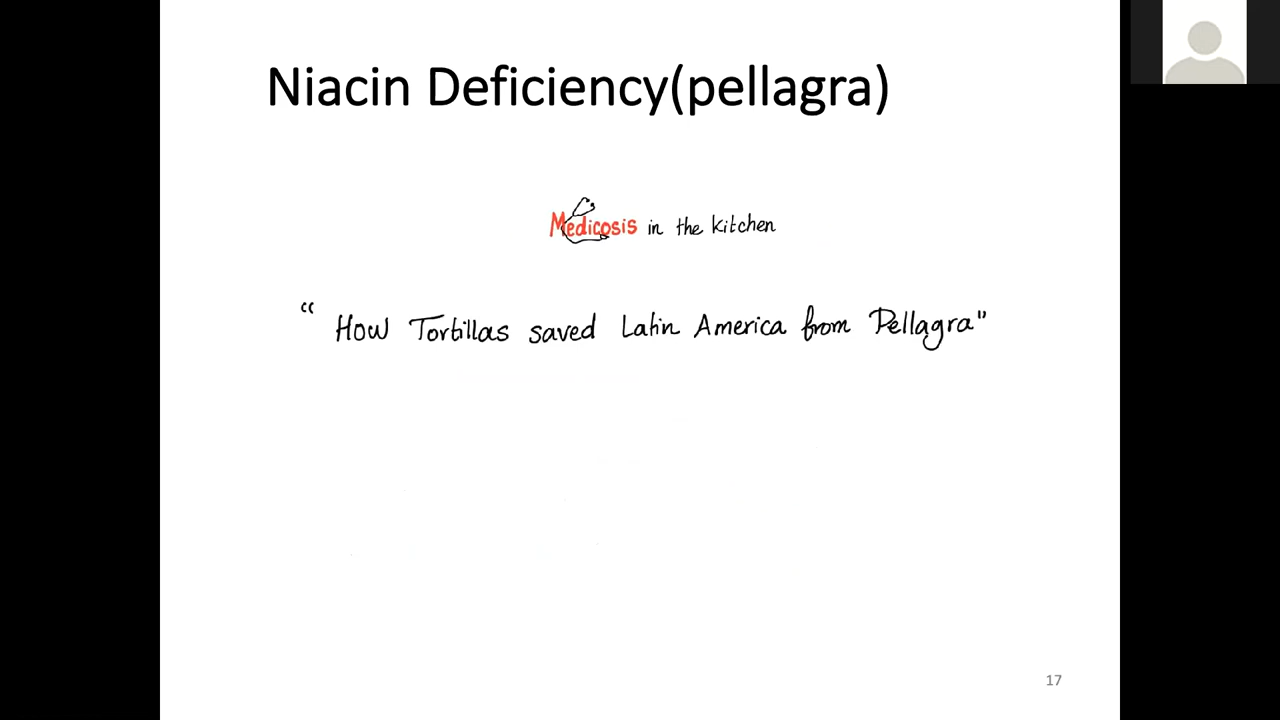 Niacin Deficiency(pellagra)
Medicosis in the kitchen
“ How Tortillas saved Latin America from Pellagra"
17